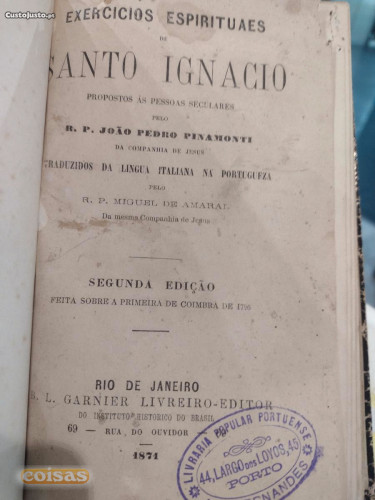 CustoJusto.pt
EXERCICIOS ESPIRITUAES
DE
SANTO IGNACIO
PROPOSTOS ÁS PESSOAS SECULARES
PELO
R. P. JOÃO PEDRO PINAMONTI
DA COMPANHIA DE JESUS
TRADUZIDOS DA LINGUA ITALIANA NA PORTUGUEZA
PELO
R. P. MIGUEL DE AMARAL
Da mesma Companhia de Jesus
SEGUNDA EDIÇÃO
FEITA SOBRE A PRIMEIRA DE COIMBRA DE
RIO DE JANEIRO
L. GARNIER LIVREIRO-EDITOR
DO INSTITUTO HISTORICO DO BRASIL
69 — RUA DO OUVIDOR
1871
LIVRARIA POPULAR PORTUENSE
44, LARGO DOS LOYOS, 45
PORTO
FERNANDES
coisas